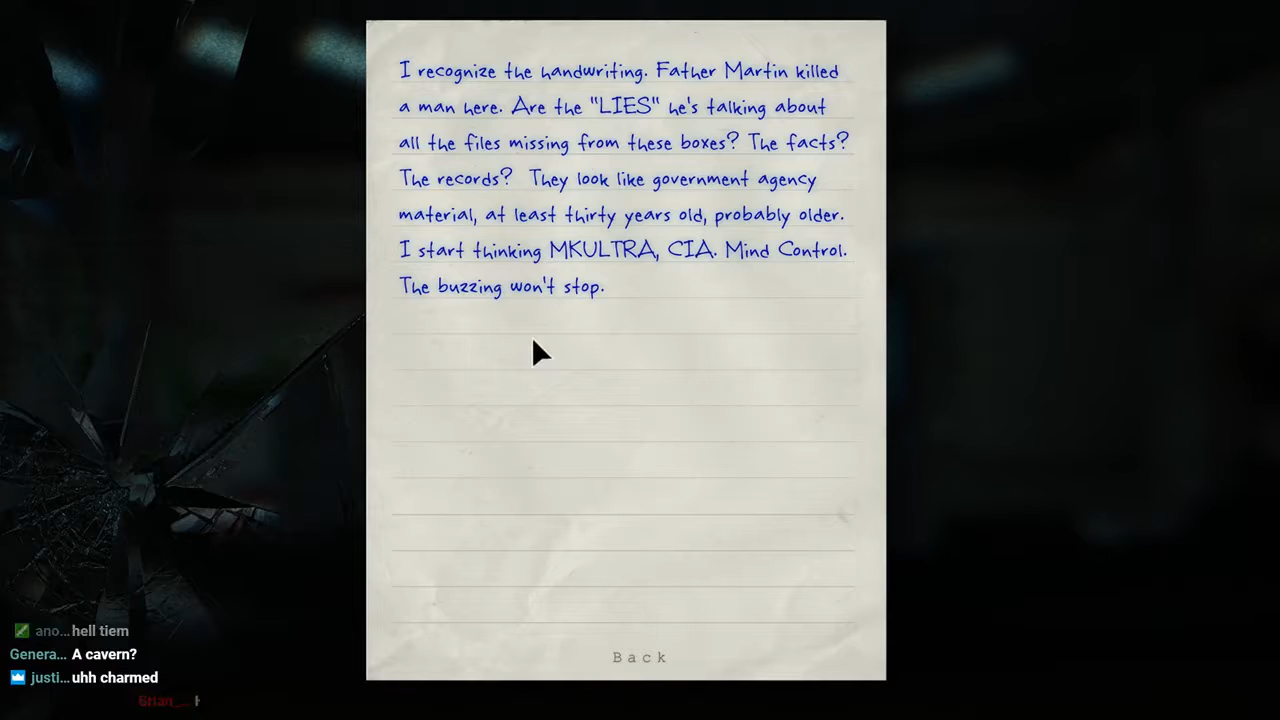 I recognize the handwriting. Father Martin killed
a man here. Are the "LIES" he's talking about
all the files missing from these boxes? The facts?
The records? They look like government agency
material, at least thirty years old, probably older.
I start thinking MKULTRA, CIA. Mind Control.
The buzzing won't stop.
Back
ano... hell tiem
Genera... A cavern?
justi... uhh charmed
Brian_...